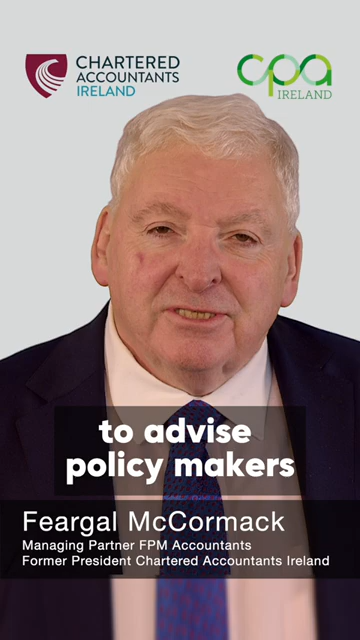 CHARTERED
ACCOUNTANTS
IRELAND
cpa
IRELAND
to advise
policy makers
Feargal McCormack
Managing Partner FPM Accountants
Former President Chartered Accountants Ireland